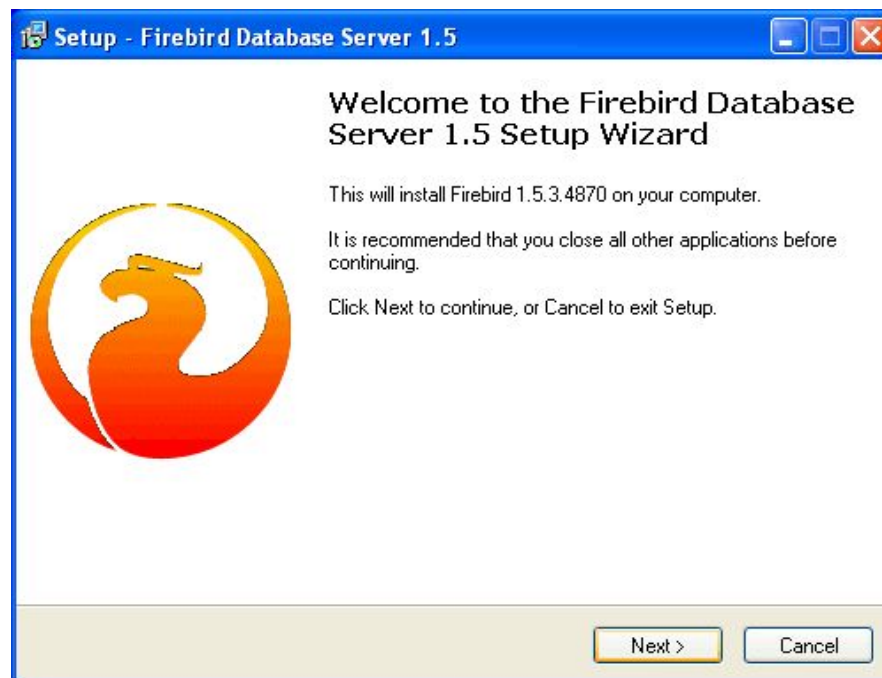 Setup - Firebird Database Server 1.5
Welcome to the Firebird Database
Server 1.5 Setup Wizard
This will install Firebird 1.5.3.4870 on your computer.
It is recommended that you close all other applications before
continuing.
Click Next to continue, or Cancel to exit Setup.
Next >
Cancel